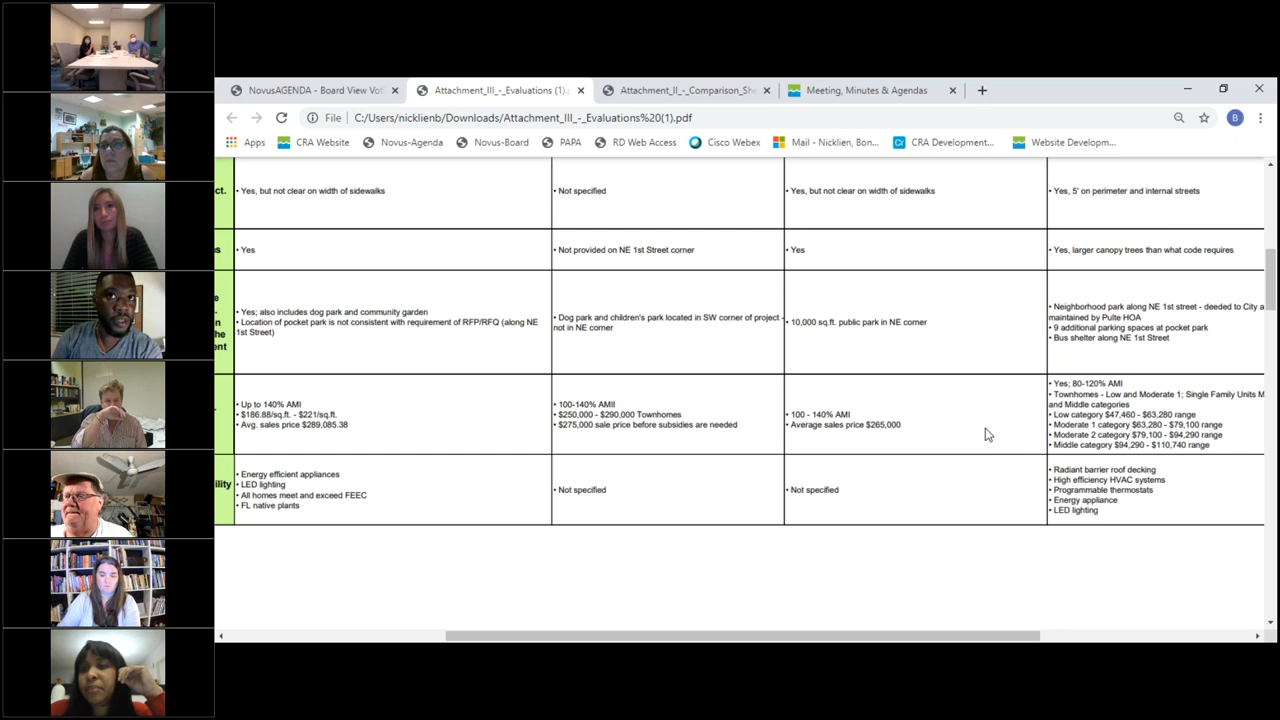 NovusAGENDA - Board View Vot
Attachment_III_-_Evaluations (1).
Attachment_II_-_Comparison_She
Meeting, Minutes & Agendas
File
C:/Users/nicklienb/Downloads/Attachment_III_-_Evaluations%20(1).pdf
B
Apps
CRA Website
Novus-Agenda
Novus-Board
PAPA
RD Web Access
Cisco Webex
Mail - Nicklien, Bon...
Cr
CRA Development...
Website Developm...
ct.
• Yes, but not clear on width of sidewalks
• Not specified
• Yes, but not clear on width of sidewalks
• Yes, 5' on perimeter and internal streets
s
• Yes
• Not provided on NE 1st Street corner
• Yes
• Yes, larger canopy trees than what code requires
e
.
n
he
ent
• Yes; also includes dog park and community garden
• Location of pocket park is not consistent with requirement of RFP/RFQ (along NE
1st Street)
• Dog park and children's park located in SW corner of project -
not in NE corner
• 10,000 sq.ft. public park in NE corner
• Neighborhood park along NE 1st street - deeded to City a
maintained by Pulte HOA
• 9 additional parking spaces at pocket park
• Bus shelter along NE 1st Street
.
• Up to 140% AMI
• $186.88/sq.ft. - $221/sq.ft.
• Avg. sales price $289,085.38
• 100-140% AMII
• $250,000 - $290,000 Townhomes
• $275,000 sale price before subsidies are needed
• 100 - 140% AMI
• Average sales price $265,000
• Yes; 80-120% AMI
• Townhomes - Low and Moderate 1; Single Family Units M
and Middle categories
• Low category $47,460 - $63,280 range
• Moderate 1 category $63,280 - $79,100 range
• Moderate 2 category $79,100 - $94,290 range
• Middle category $94,290 - $110,740 range
ility
• Energy efficient appliances
• LED lighting
• All homes meet and exceed FEEC
• FL native plants
• Not specified
• Not specified
• Radiant barrier roof decking
• High efficiency HVAC systems
• Programmable thermostats
• Energy appliance
• LED lighting